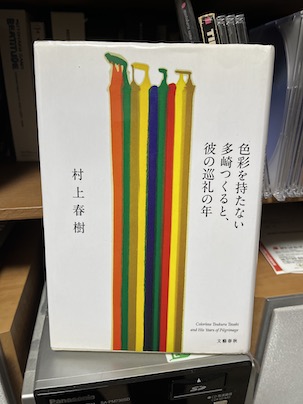 色彩を持たない
多崎つくると、
彼の巡礼の年
村上春樹
Colorless Tsukuru Tazaki
and His Years of Pilgrimage
文藝春秋
Panasonic